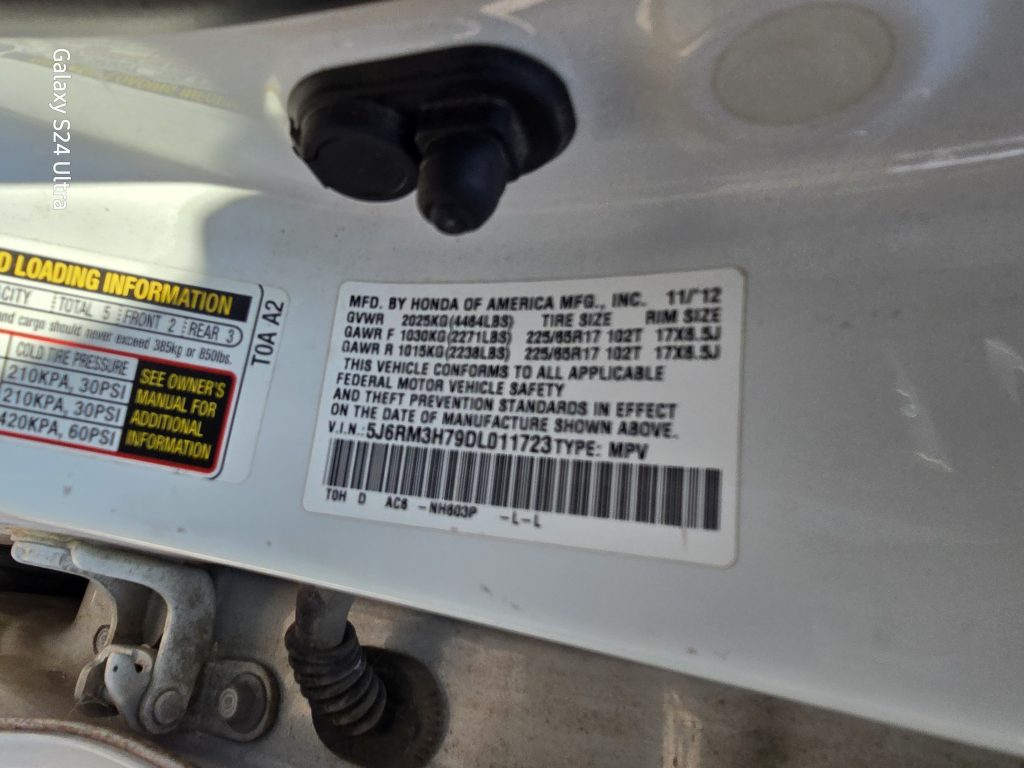 Galaxy S24 Ultra
D LOADING INFORMATION
CITY TOTAL 5 FRONT 2 REAR 3
and cargo should never exceed 385kg or 850lbs.
COLD TIRE PRESSURE
210KPA, 30PSI
210KPA, 30PSI
420KPA, 60PSI
SEE OWNER'S
MANUAL FOR
ADDITIONAL
INFORMATION
T0A A2
MFD. BY HONDA OF AMERICA MFG., INC. 11/'12
GVWR 2025KG(4464LBS) TIRE SIZE RIM SIZE
GAWR F 1030KG(2271LBS) 225/65R17 102T 17X6.5J
GAWR R 1015KG(2238LBS) 225/65R17 102T 17X6.5J
THIS VEHICLE CONFORMS TO ALL APPLICABLE
FEDERAL MOTOR VEHICLE SAFETY
AND THEFT PREVENTION STANDARDS IN EFFECT
ON THE DATE OF MANUFACTURE SHOWN ABOVE.
V.I.N.: 5J6RM3H79DL011723 TYPE: MPV
T0H D AC6 -NH603P -L-L